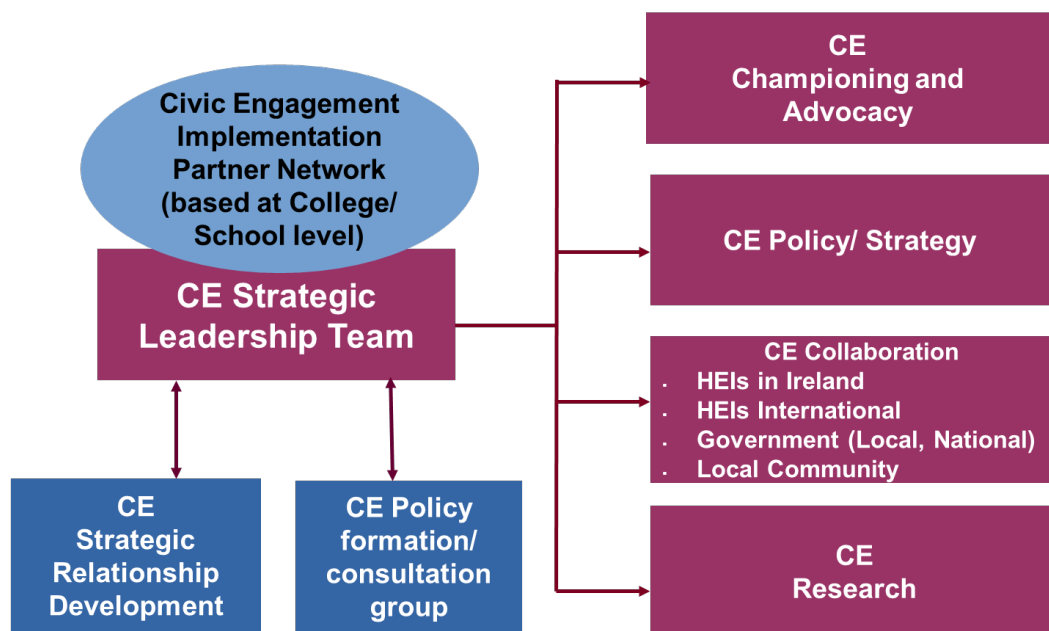 Civic Engagement
Implementation
Partner Network
(based at College/
School level)
CE Strategic
Leadership Team
CE
Strategic
Relationship
Development
CE Policy
formation/
consultation
group
CE
Championing and
Advocacy
CE Policy/ Strategy
CE Collaboration
· HEIs in Ireland
· HEIs International
· Government (Local, National)
· Local Community
CE
Research